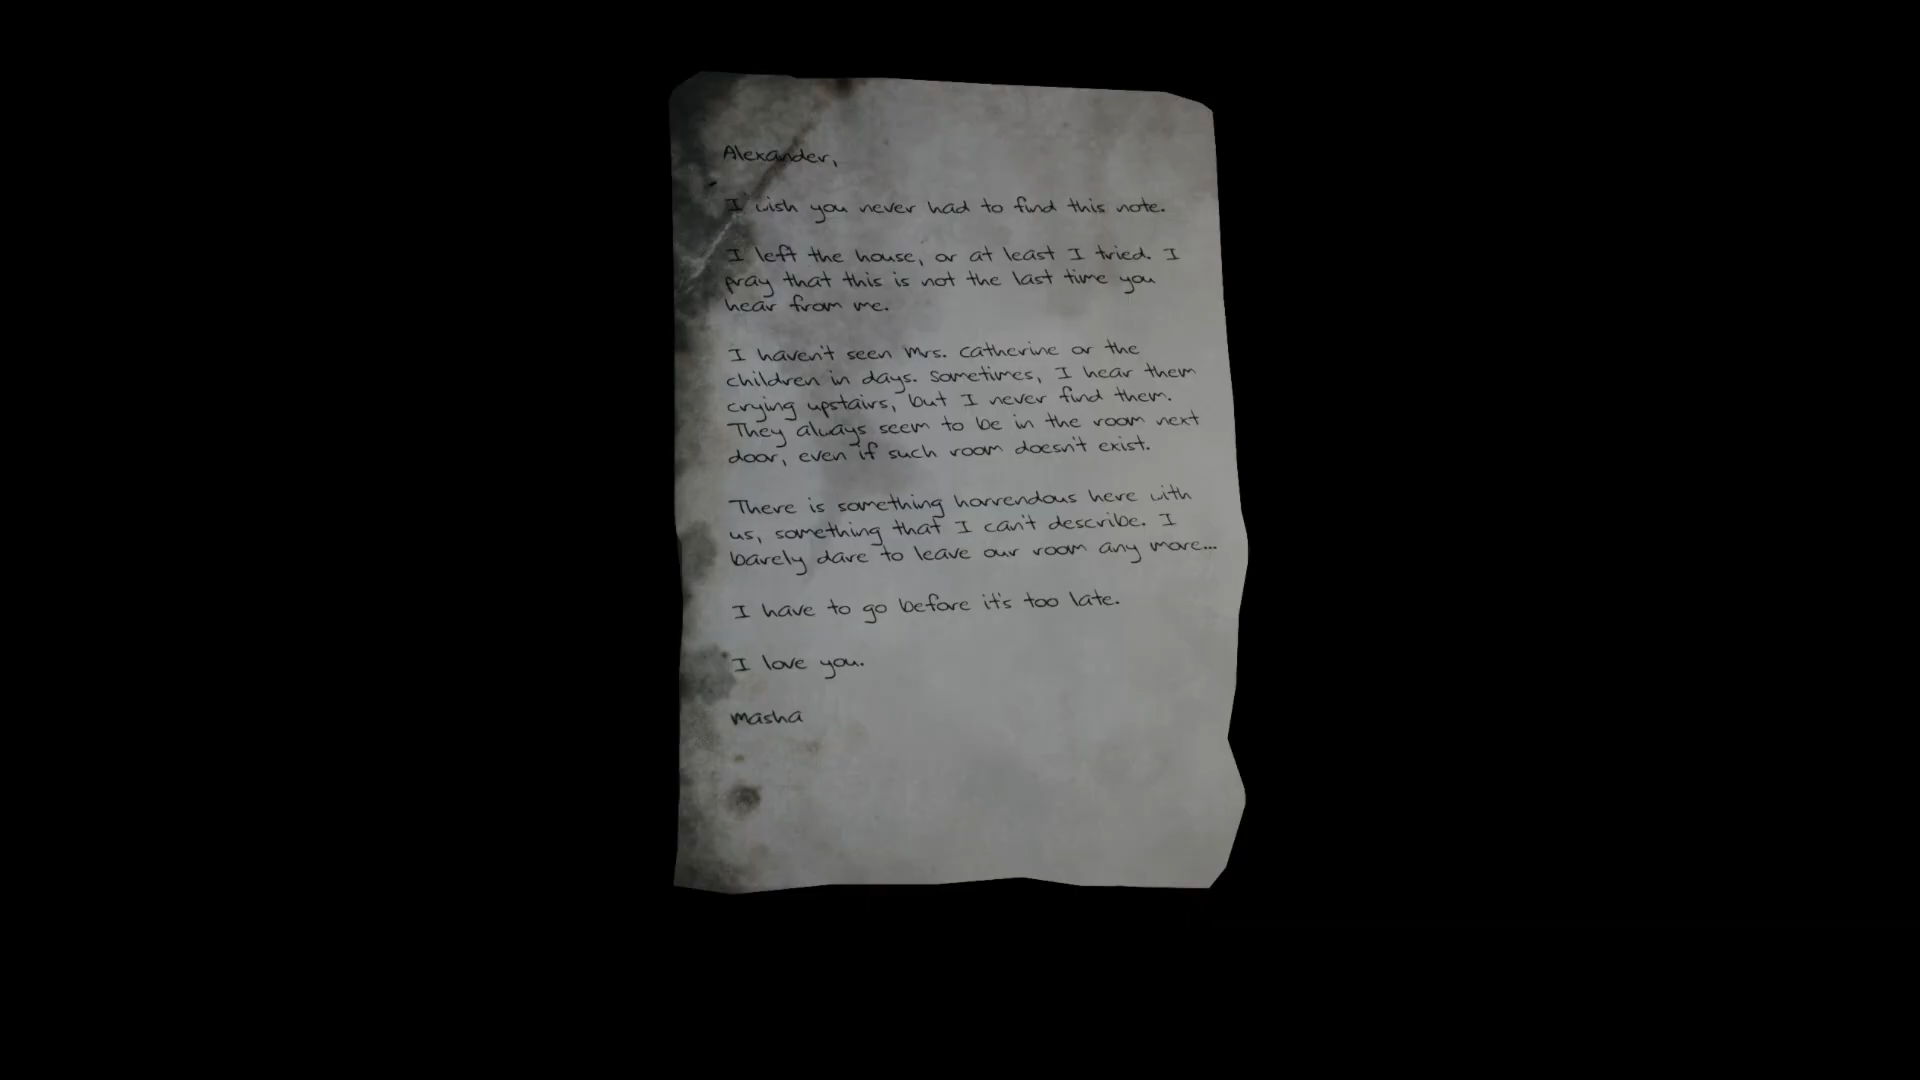 Alexander,
I wish you never had to find this note.
I left the house, or at least I tried. I
pray that this is not the last time you
hear from me.
I haven't seen Mrs. Catherine or the
children in days. Sometimes, I hear them
crying upstairs, but I never find them.
They always seem to be in the room next
door, even if such room doesn't exist.
There is something horrendous here with
us, something that I can't describe. I
barely dare to leave our room any more...
I have to go before it's too late.
I love you.
Masha